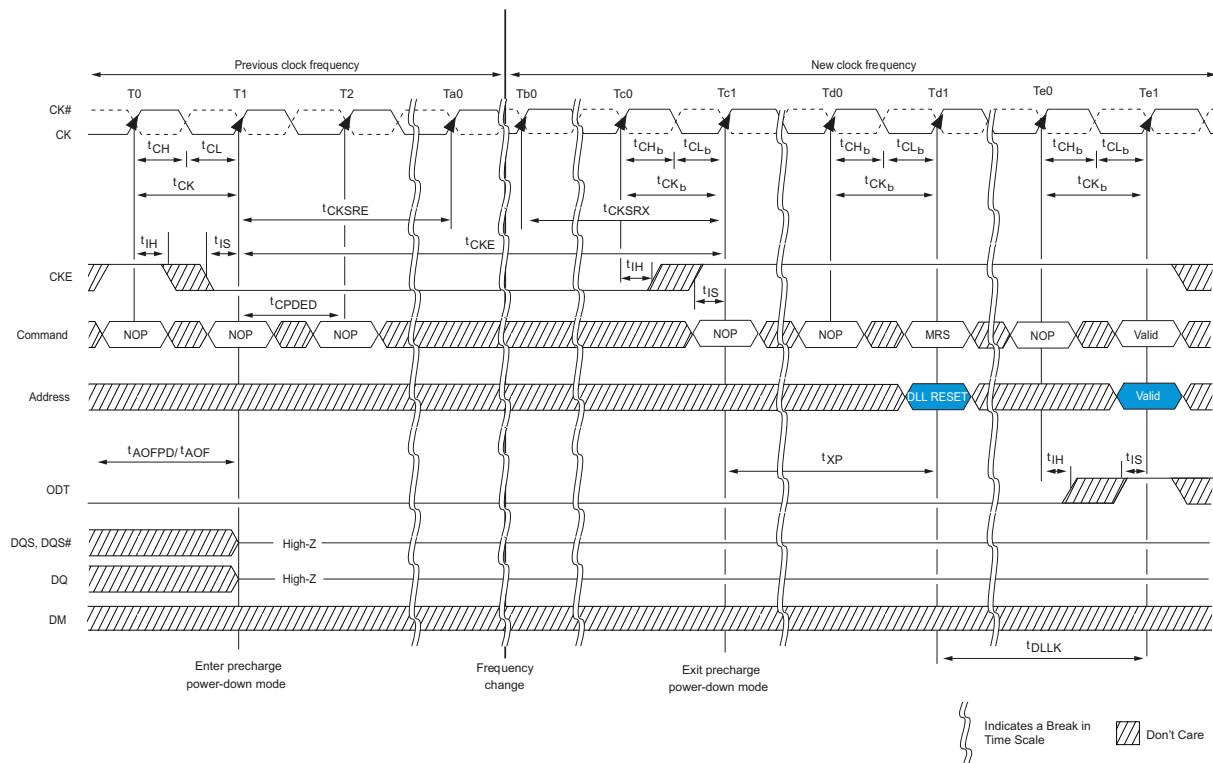 Previous clock frequency
New clock frequency
T0 T1 T2 Ta0 Tb0 Tc0 Tc1 Td0 Td1 Te0 Te1
CK#
CK
tCH tCL tCHb tCLb tCHb tCLb tCHb tCLb
tCK tCKb tCKb tCKb
tCKSRE tCKSRX
tIH tIS tCKE
CKE
tIH
tIS
tCPDED
Command NOP NOP NOP NOP NOP MRS NOP Valid
Address DLL RESET Valid
tAOFPD/tAOF tXP tIH tIS
ODT
DQS, DQS# High-Z
DQ High-Z
DM
tDLLK
Enter precharge
power-down mode
Frequency
change
Exit precharge
power-down mode
Indicates a Break in
Time Scale
Don't Care